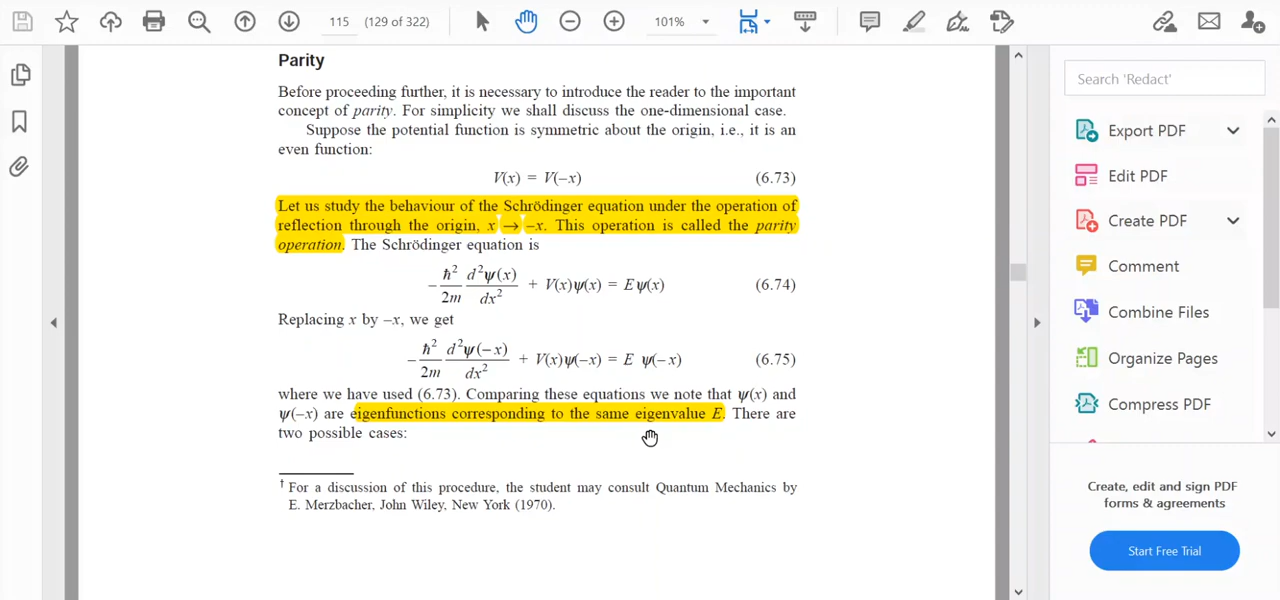 115 (129 of 322) 101%
Parity
Before proceeding further, it is necessary to introduce the reader to the important
concept of parity. For simplicity we shall discuss the one-dimensional case.
Suppose the potential function is symmetric about the origin, i.e., it is an
even function:
V(x) = V(–x) (6.73)
Let us study the behaviour of the Schrödinger equation under the operation of
reflection through the origin, x → –x. This operation is called the parity
operation. The Schrödinger equation is
-ħ²/2m d²ψ(x)/dx² + V(x)ψ(x) = Eψ(x) (6.74)
Replacing x by –x, we get
-ħ²/2m d²ψ(–x)/dx² + V(x)ψ(–x) = E ψ(–x) (6.75)
where we have used (6.73). Comparing these equations we note that ψ(x) and
ψ(–x) are eigenfunctions corresponding to the same eigenvalue E. There are
two possible cases:
† For a discussion of this procedure, the student may consult Quantum Mechanics by
E. Merzbacher, John Wiley, New York (1970).
Search 'Redact'
Export PDF
Edit PDF
Create PDF
Comment
Combine Files
Organize Pages
Compress PDF
Create, edit and sign PDF
forms & agreements
Start Free Trial